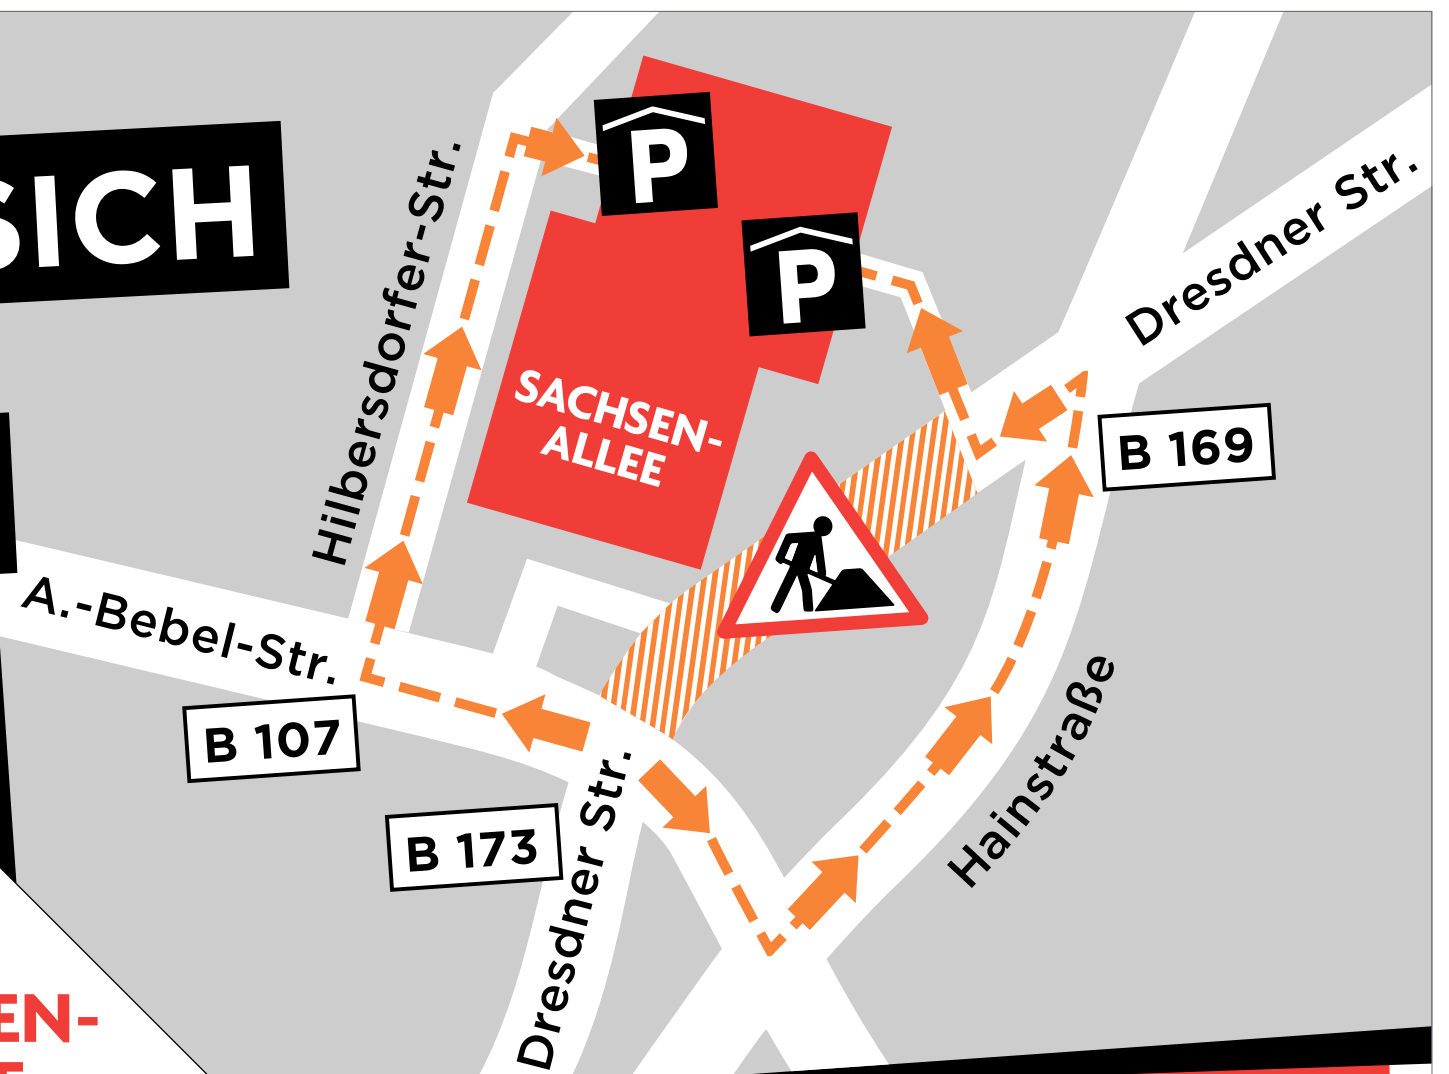 SICH
P
P
Hilbersdorfer-Str.
Dresdner Str.
SACHSEN-
ALLEE
B 169
A.-Bebel-Str.
B 107
B 173
Dresdner Str.
Hainstraße
EN-